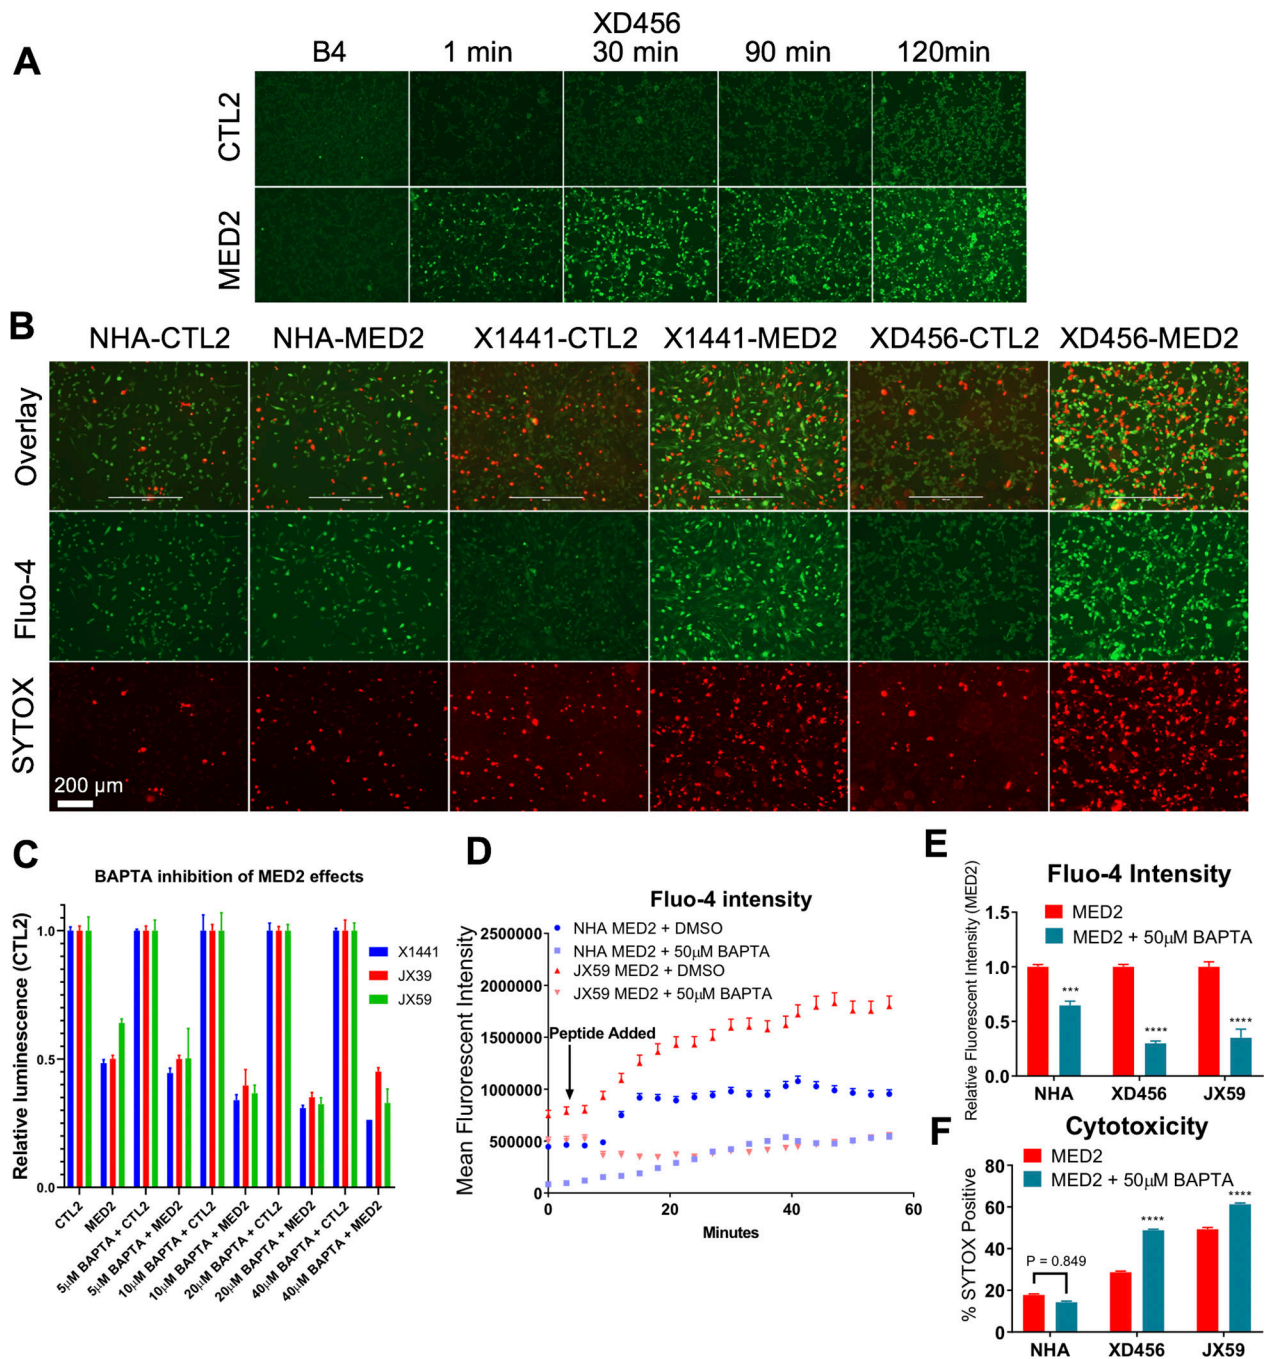 A
XD456
B4 1 min 30 min 90 min 120min
CTL2
MED2
B
NHA-CTL2 NHA-MED2 X1441-CTL2 X1441-MED2 XD456-CTL2 XD456-MED2
Overlay
Fluo-4
SYTOX
200 µm
C
BAPTA inhibition of MED2 effects
Relative luminescence (CTL2)
1.0
0.5
0.0
X1441
JX39
JX59
CTL2
MED2
5µM BAPTA + CTL2
5µM BAPTA + MED2
10µM BAPTA + CTL2
10µM BAPTA + MED2
20µM BAPTA + CTL2
20µM BAPTA + MED2
40µM BAPTA + CTL2
40µM BAPTA + MED2
D
Fluo-4 intensity
Mean Flurorescent Intensity
NHA MED2 + DMSO
NHA MED2 + 50µM BAPTA
JX59 MED2 + DMSO
JX59 MED2 + 50µM BAPTA
2500000
2000000
1500000
1000000
500000
0
Peptide Added
0 20 40 60
Minutes
E
Fluo-4 Intensity
Relative Fluorescent Intensity (MED2)
MED2
MED2 + 50µM BAPTA
1.5
1.0
0.5
0.0
***
****
****
NHA XD456 JX59
F
Cytotoxicity
% SYTOX Positive
MED2
MED2 + 50µM BAPTA
80
60
40
20
0
P = 0.849
****
****
NHA XD456 JX59